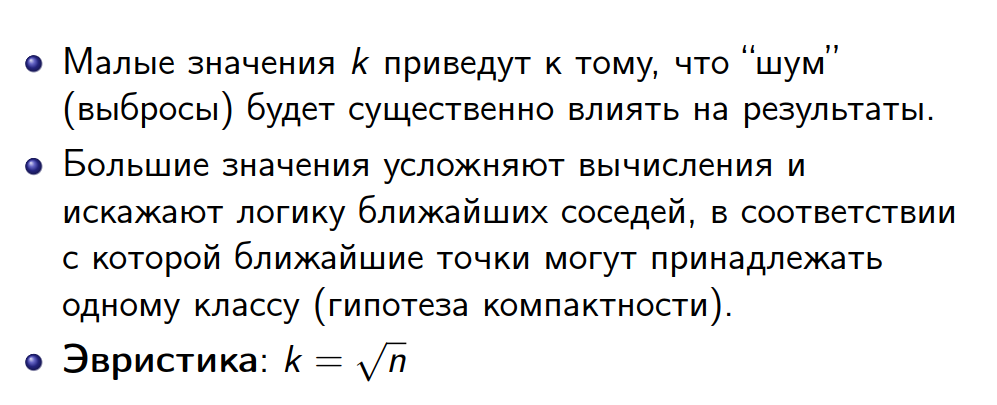 Малые значения k приведут к тому, что “шум”
(выбросы) будет существенно влиять на результаты.
Большие значения усложняют вычисления и
искажают логику ближайших соседей, в соответствии
с которой ближайшие точки могут принадлежать
одному классу (гипотеза компактности).
Эвристика: k = √n